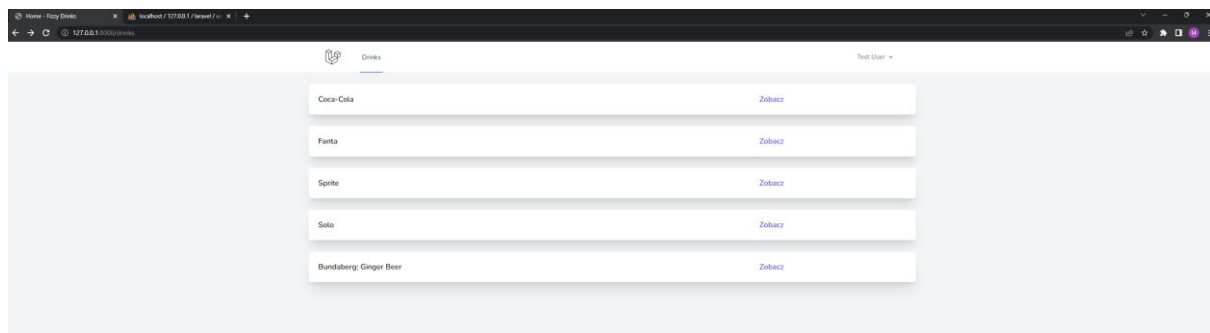 Home - Fizzy Drinks
localhost / 127.0.0.1 / laravel /
127.0.0.1:8000/drinks
M
Drinks
Test User
Coca-Cola Zobacz
Fanta Zobacz
Sprite Zobacz
Solo Zobacz
Bundaberg: Ginger Beer Zobacz